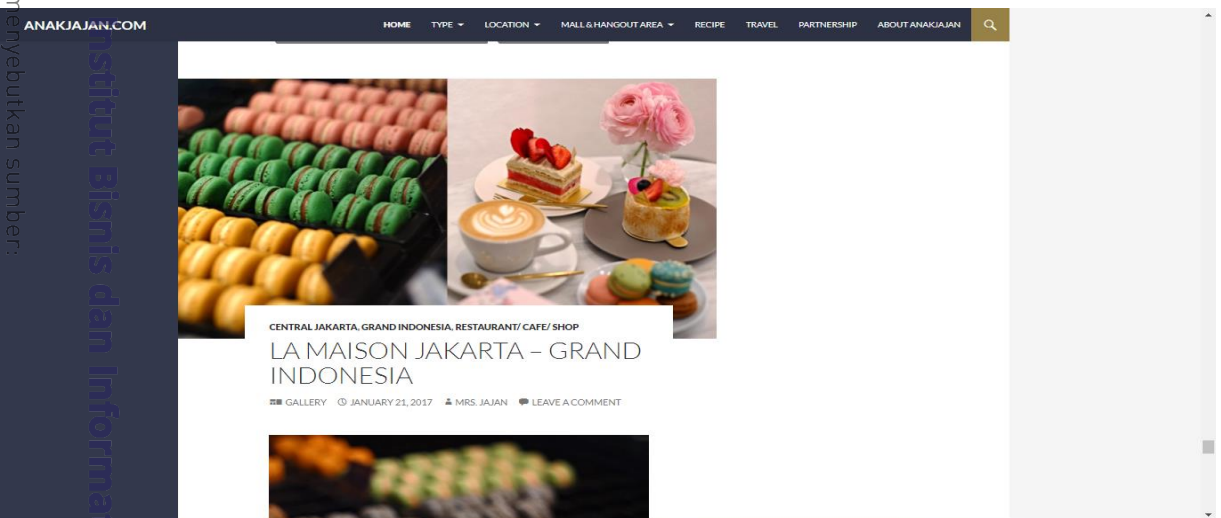 ANAKJAJAN.COM
HOME TYPE LOCATION MALL & HANGOUT AREA RECIPE TRAVEL PARTNERSHIP ABOUT ANAKJAJAN
CENTRAL JAKARTA, GRAND INDONESIA, RESTAURANT/ CAFE/ SHOP
LA MAISON JAKARTA – GRAND
INDONESIA
GALLERY JANUARY 21, 2017 MRS. JAJAN LEAVE A COMMENT
menyebutkan sumber:
Institut Bisnis dan Informa